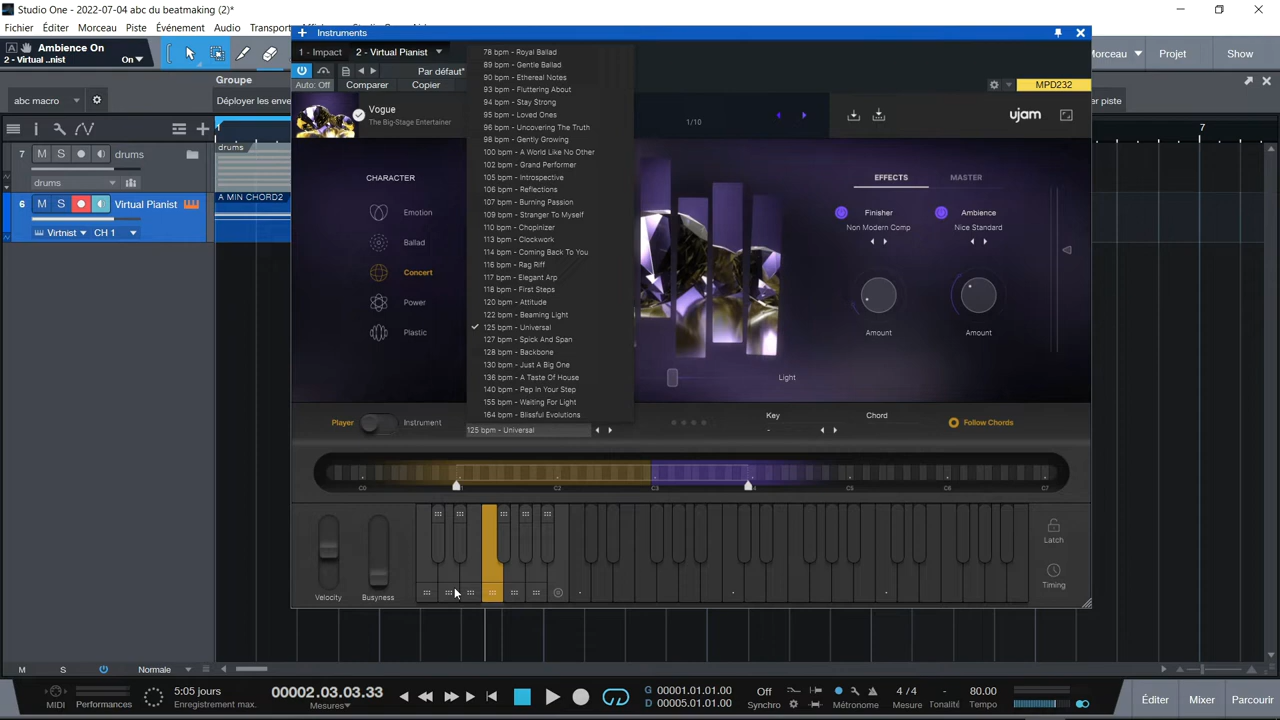 Studio One - 2022-07-04 abc du beatmaking (2)*
Fichier Éditer Morceau Piste Événement Audio Transport
Instruments
Ambience On
2 - Virtual ..nist On
1 - Impact 2 - Virtual Pianist
Morceau Projet Show
Groupe
Par défaut*
Auto: Off Comparer Copier
MPD232
abc macro
Déployer les enve
er piste
Vogue
The Big-Stage Entertainer
1/10
ujam
1
7
7 M S drums
drums
drums
6 M S Virtual Pianist
A MIN CHORD2
Virtnist CH 1
CHARACTER
Emotion
Ballad
Concert
Power
Plastic
78 bpm - Royal Ballad
89 bpm - Gentle Ballad
90 bpm - Ethereal Notes
93 bpm - Fluttering About
94 bpm - Stay Strong
95 bpm - Loved Ones
96 bpm - Uncovering The Truth
98 bpm - Gently Growing
100 bpm - A World Like No Other
102 bpm - Grand Performer
105 bpm - Introspective
106 bpm - Reflections
107 bpm - Burning Passion
109 bpm - Stranger To Myself
110 bpm - Chopinizer
113 bpm - Clockwork
114 bpm - Coming Back To You
116 bpm - Rag Riff
117 bpm - Elegant Arp
118 bpm - First Steps
120 bpm - Attitude
122 bpm - Beaming Light
125 bpm - Universal
127 bpm - Spick And Span
128 bpm - Backbone
130 bpm - Just A Big One
136 bpm - A Taste Of House
140 bpm - Pep In Your Step
155 bpm - Waiting For Light
164 bpm - Blissful Evolutions
EFFECTS MASTER
Finisher Ambience
Non Modern Comp Nice Standard
Amount Amount
Light
Player Instrument
125 bpm - Universal
Key Chord
-
Follow Chords
C0 C2 C3 C5 C6 C7
Velocity Busyness
Latch
Timing
M S Normale
Performances
5:05 jours
Enregistrement max.
00002.03.03.33
Mesures
G 00001.01.01.00
D 00005.01.01.00
Off
Synchro
Métronome
4 / 4
Mesure
-
Tonalité
80.00
Tempo
Éditer Mixer Parcourir